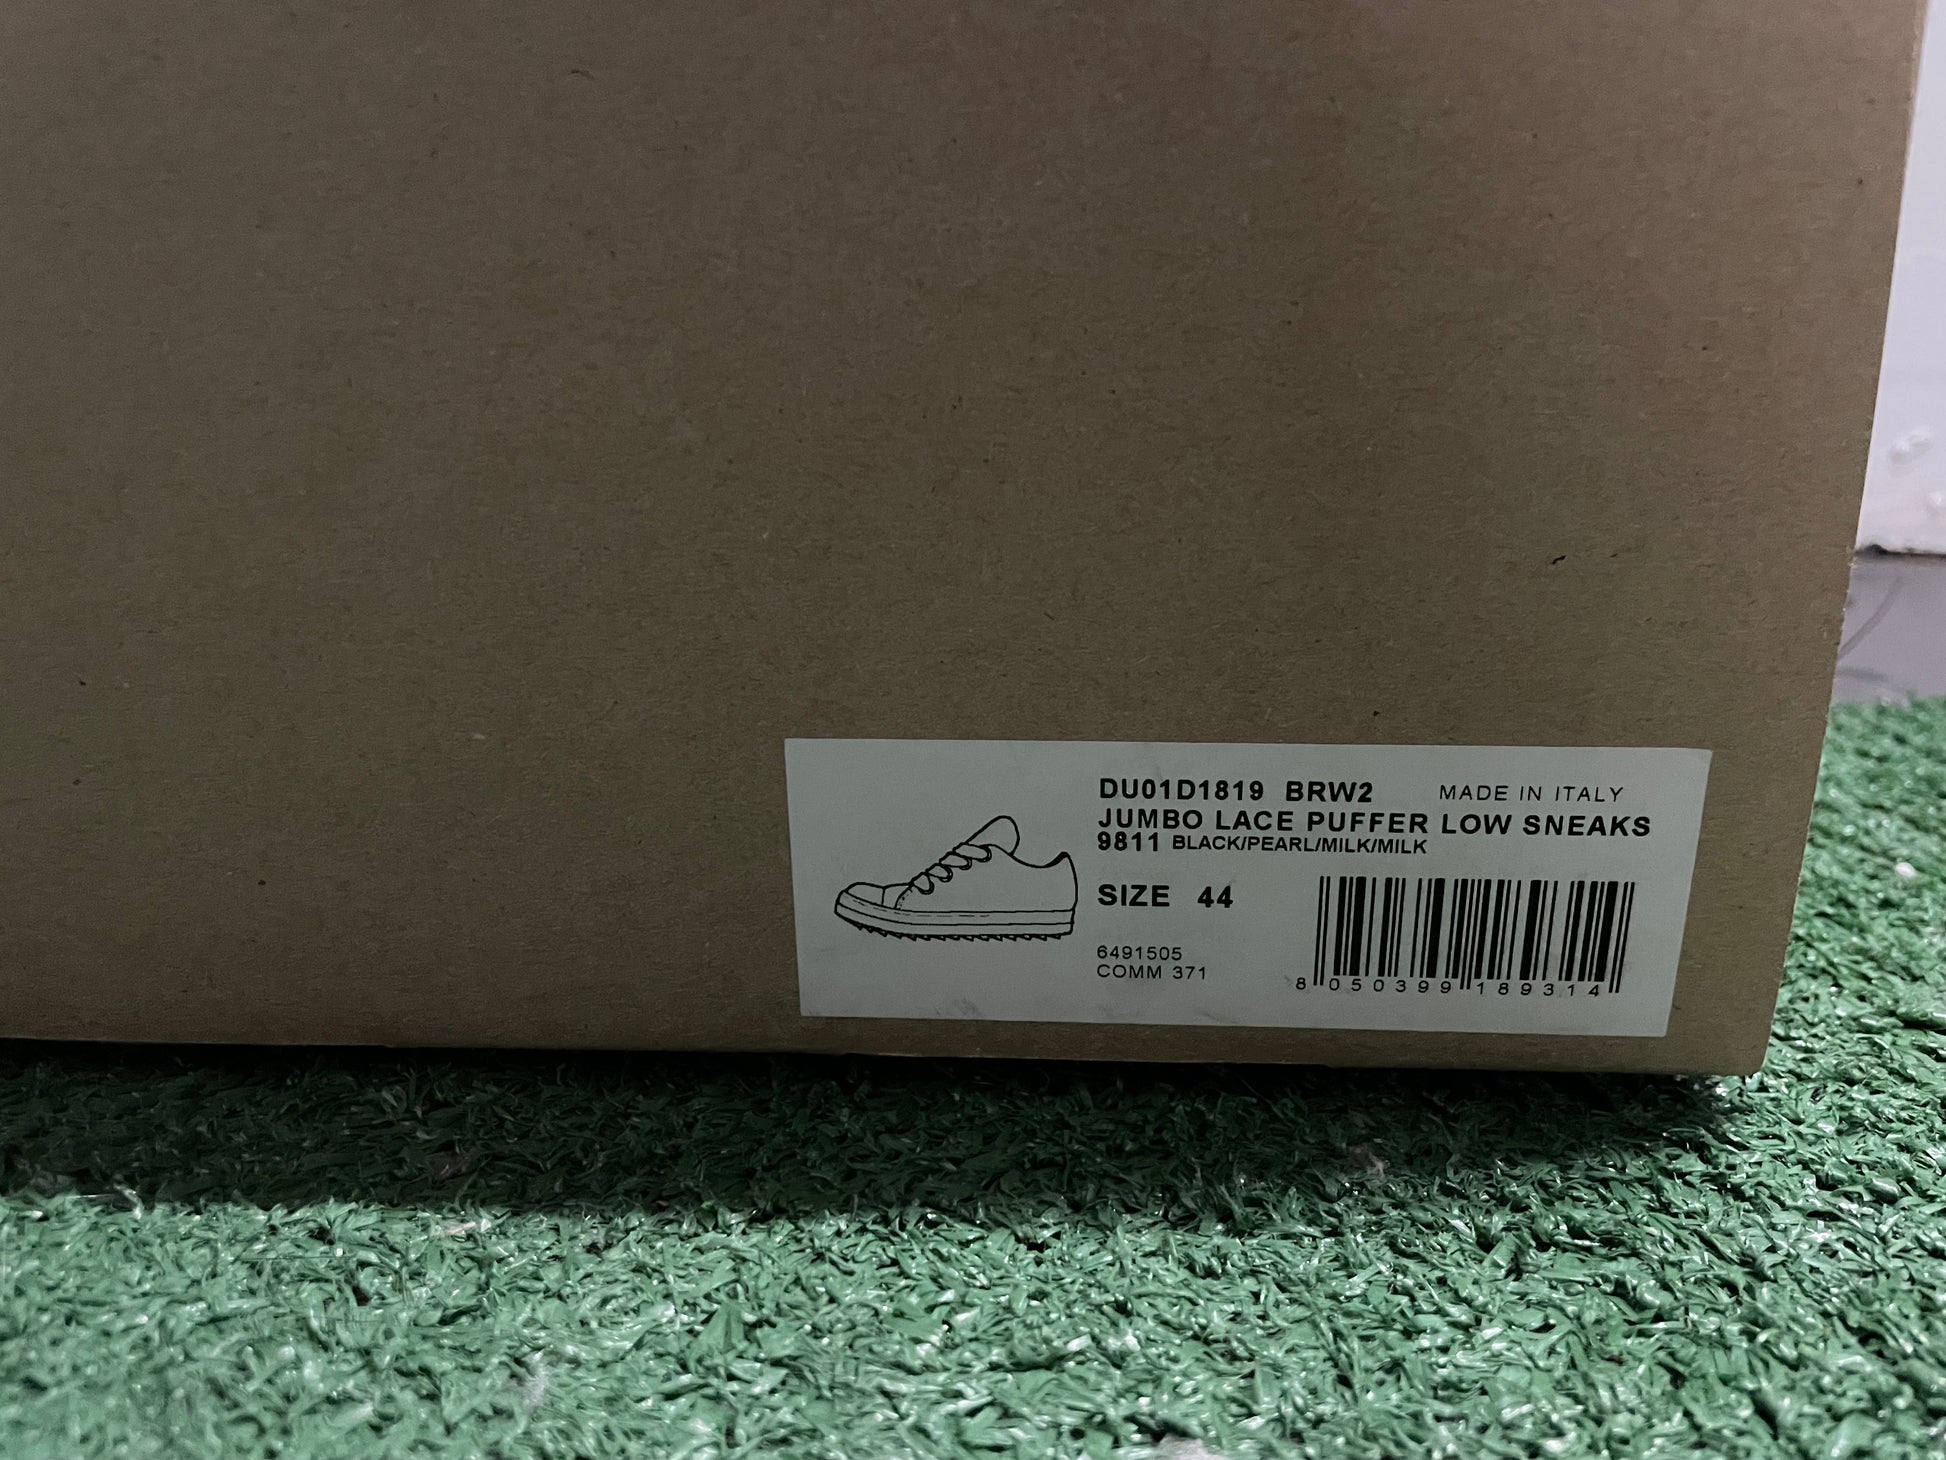 DU01D1819 BRW2 MADE IN ITALY
JUMBO LACE PUFFER LOW SNEAKS
9811 BLACK/PEARL/MILK/MILK
SIZE 44
6491505
COMM 371
8 050399 189314